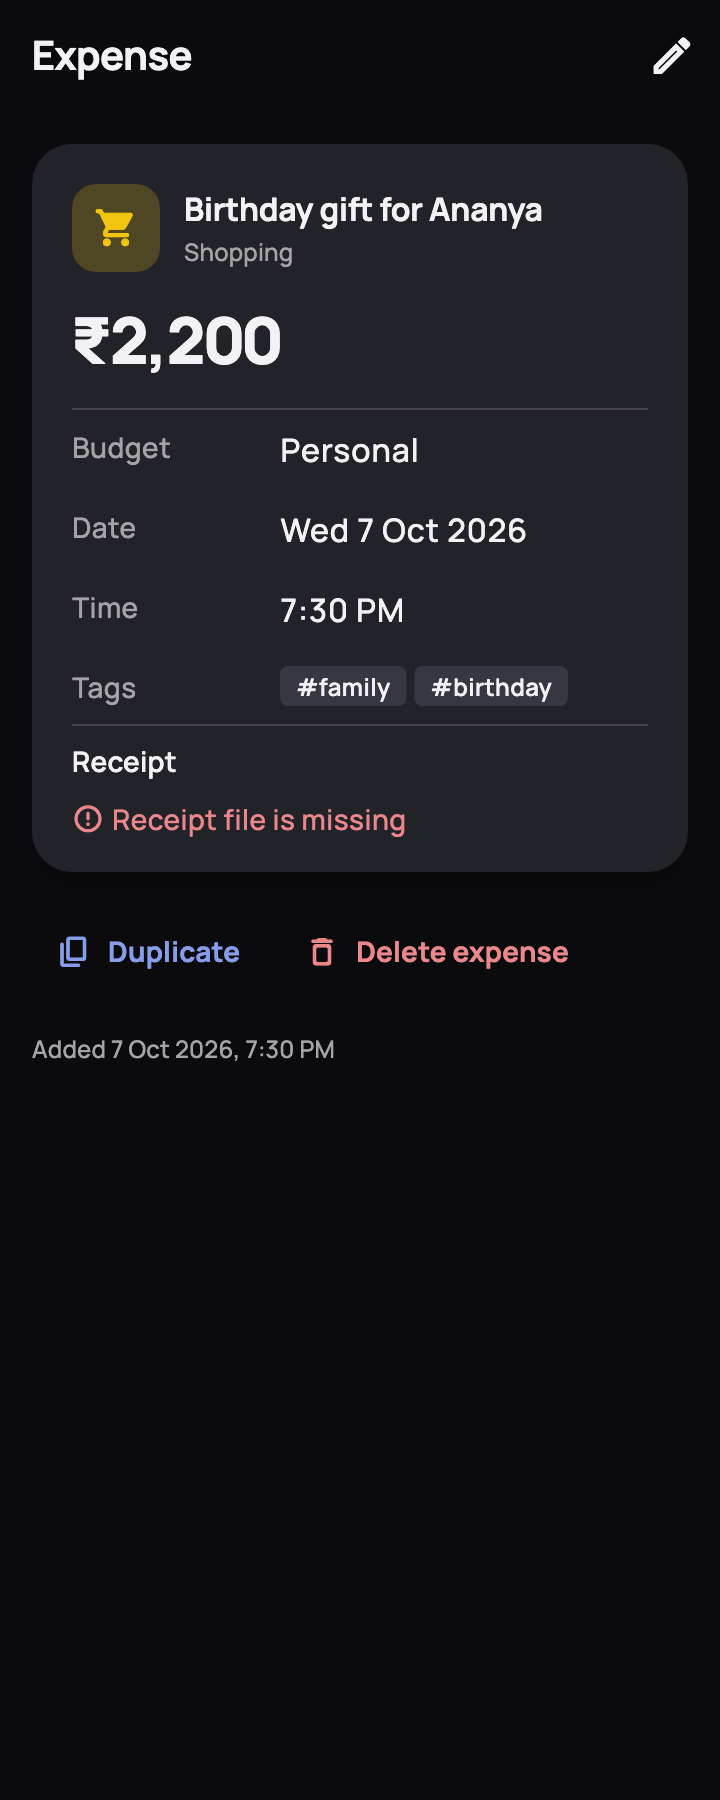 Expense
Birthday gift for Ananya
Shopping
₹2,200
Budget Personal
Date Wed 7 Oct 2026
Time 7:30 PM
Tags #family #birthday
Receipt
Receipt file is missing
Duplicate Delete expense
Added 7 Oct 2026, 7:30 PM